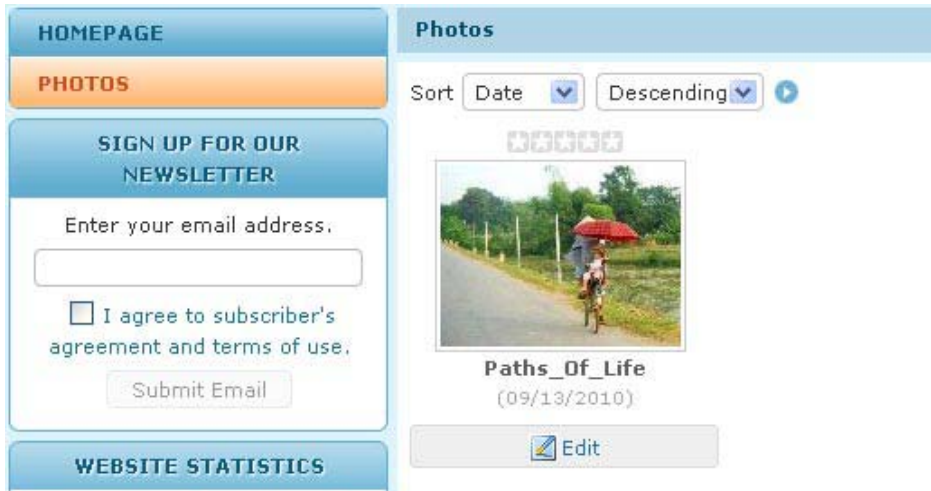 HOMEPAGE
PHOTOS
SIGN UP FOR OUR
NEWSLETTER
Enter your email address.
I agree to subscriber's
agreement and terms of use.
Submit Email
WEBSITE STATISTICS
Photos
Sort Date Descending
Paths_Of_Life
(09/13/2010)
Edit